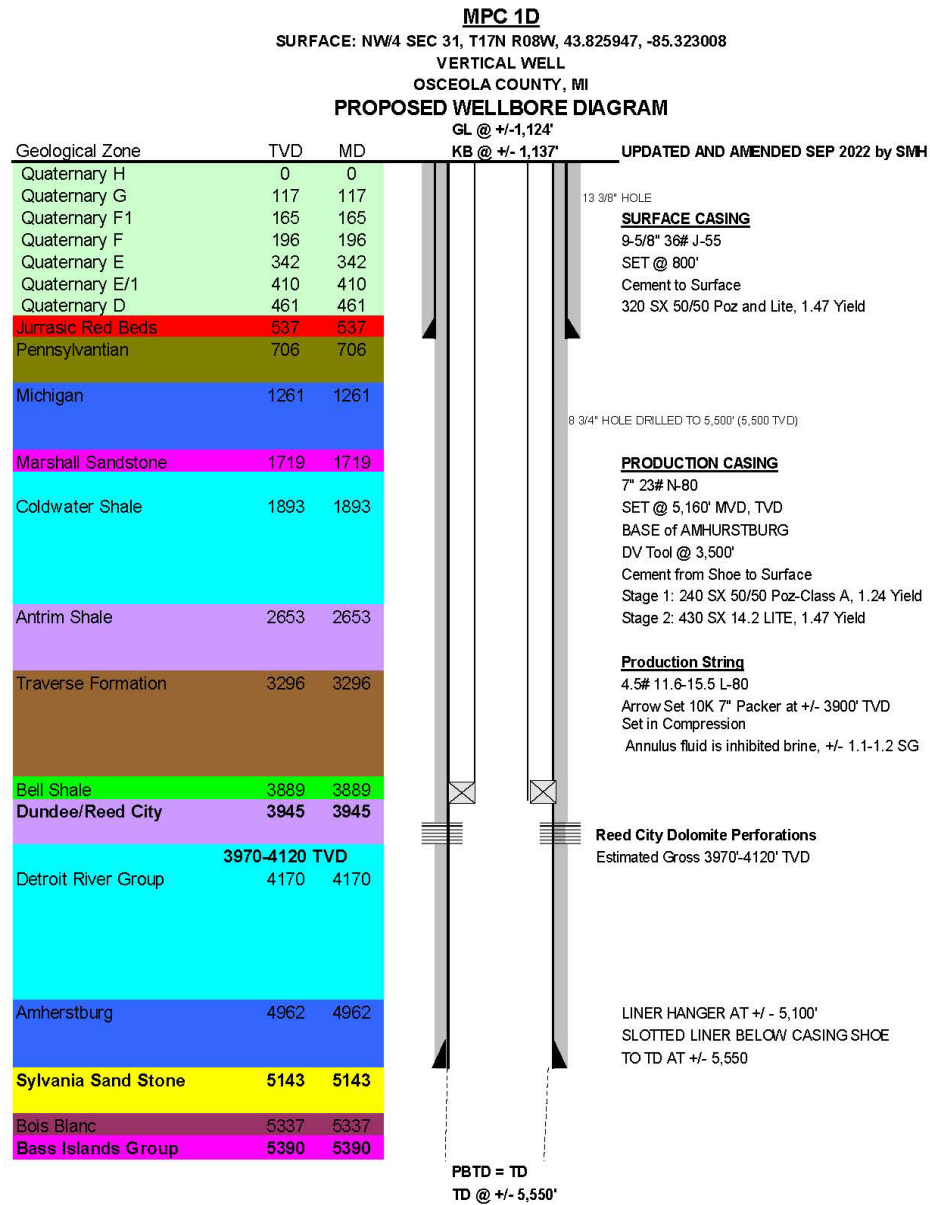 MPC 1D
SURFACE: NW/4 SEC 31, T17N R08W, 43.825947, -85.323008
VERTICAL WELL
OSCEOLA COUNTY, MI
PROPOSED WELLBORE DIAGRAM
GL @ +/-1,124'
Geological Zone TVD MD KB @ +/- 1,137' UPDATED AND AMENDED SEP 2022 by SMH
Quaternary H 0 0
Quaternary G 117 117 13 3/8" HOLE
Quaternary F1 165 165 SURFACE CASING
Quaternary F 196 196 9-5/8" 36# J-55
Quaternary E 342 342 SET @ 800'
Quaternary E/1 410 410 Cement to Surface
Quaternary D 461 461 320 SX 50/50 Poz and Lite, 1.47 Yield
Jurrasic Red Beds 537 537
Pennsylvantian 706 706
Michigan 1261 1261
8 3/4" HOLE DRILLED TO 5,500' (5,500 TVD)
Marshall Sandstone 1719 1719 PRODUCTION CASING
7" 23# N-80
Coldwater Shale 1893 1893 SET @ 5,160' MVD, TVD
BASE of AMHURSTBURG
DV Tool @ 3,500'
Cement from Shoe to Surface
Stage 1: 240 SX 50/50 Poz-Class A, 1.24 Yield
Antrim Shale 2653 2653 Stage 2: 430 SX 14.2 LITE, 1.47 Yield
Production String
Traverse Formation 3296 3296 4.5# 11.6-15.5 L-80
Arrow Set 10K 7" Packer at +/- 3900' TVD
Set in Compression
Annulus fluid is inhibited brine, +/- 1.1-1.2 SG
Bell Shale 3889 3889
Dundee/Reed City 3945 3945
Reed City Dolomite Perforations
3970-4120 TVD Estimated Gross 3970'-4120' TVD
Detroit River Group 4170 4170
Amherstburg 4962 4962 LINER HANGER AT +/ - 5,100'
SLOTTED LINER BELOW CASING SHOE
TO TD AT +/- 5,550
Sylvania Sand Stone 5143 5143
Bois Blanc 5337 5337
Bass Islands Group 5390 5390
PBTD = TD
TD @ +/- 5,550'